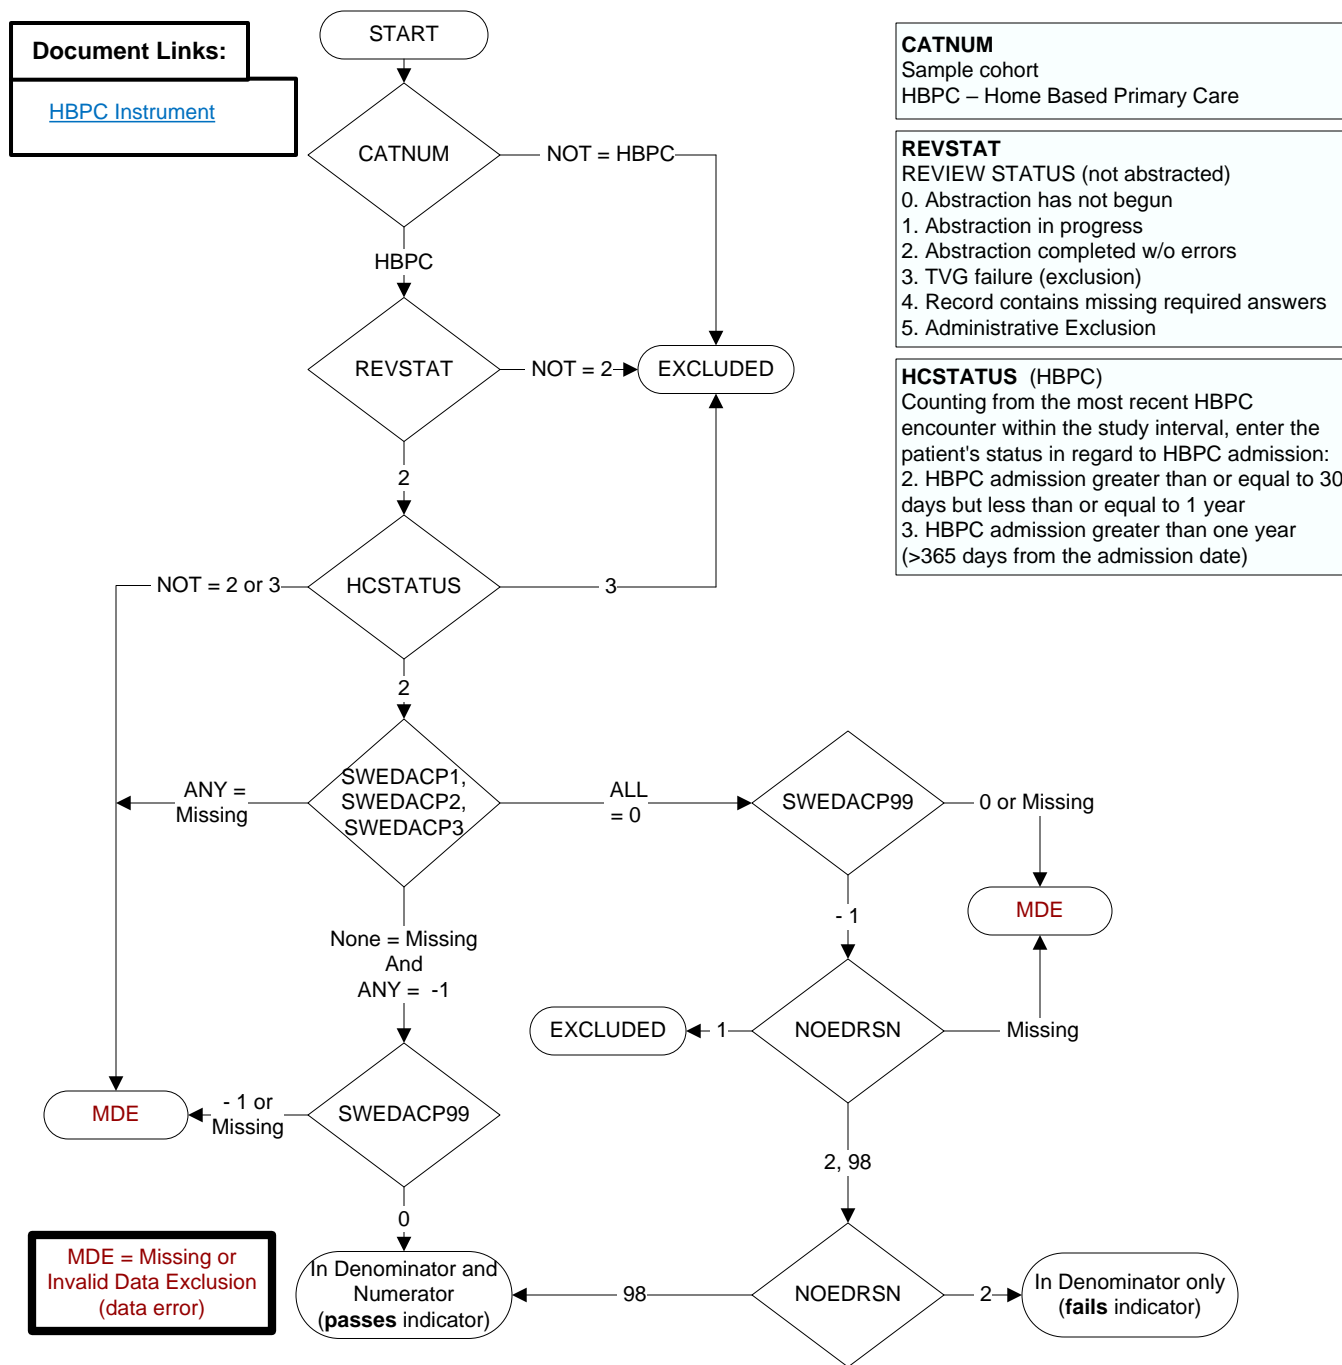 Document Links:
HBPC Instrument
START
CATNUM
NOT = HBPC
HBPC
REVSTAT
NOT = 2
EXCLUDED
2
HCSTATUS
NOT = 2 or 3
3
2
SWEDACP1,
SWEDACP2,
SWEDACP3
ANY =
Missing
ALL
= 0
SWEDACP99
0 or Missing
MDE
- 1
None = Missing
And
ANY = -1
NOEDRSN
1
EXCLUDED
Missing
SWEDACP99
- 1 or
Missing
MDE
2, 98
0
In Denominator and
Numerator
(passes indicator)
98
NOEDRSN
2
In Denominator only
(fails indicator)
MDE = Missing or
Invalid Data Exclusion
(data error)
CATNUM
Sample cohort
HBPC – Home Based Primary Care
REVSTAT
REVIEW STATUS (not abstracted)
0. Abstraction has not begun
1. Abstraction in progress
2. Abstraction completed w/o errors
3. TVG failure (exclusion)
4. Record contains missing required answers
5. Administrative Exclusion
HCSTATUS (HBPC)
Counting from the most recent HBPC
encounter within the study interval, enter the
patient's status in regard to HBPC admission:
2. HBPC admission greater than or equal to 30
days but less than or equal to 1 year
3. HBPC admission greater than one year
(>365 days from the admission date)